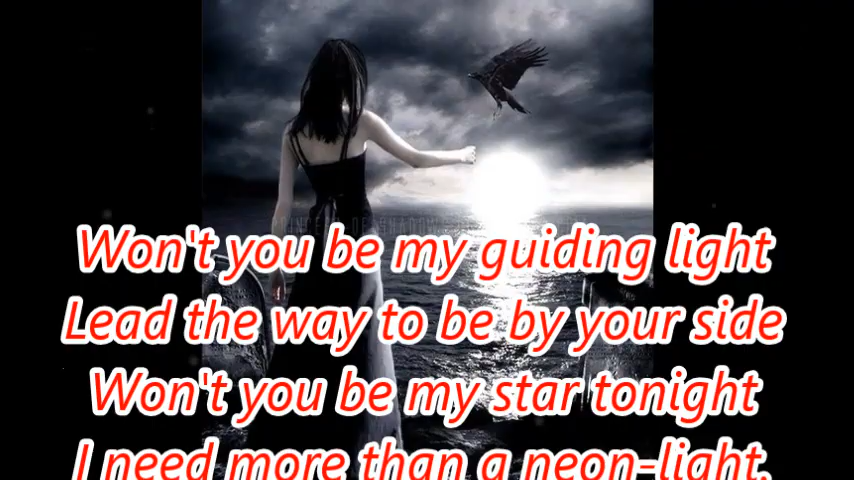 Won't you be my guiding light
Lead the way to be by your side
Won't you be my star tonight
I need more than a neon-light.